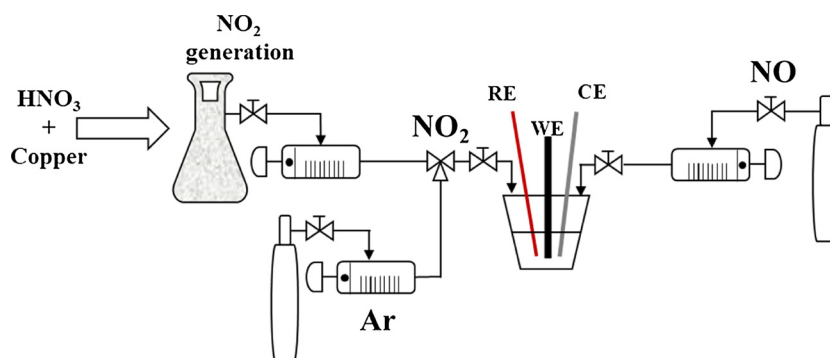 NO₂
generation
HNO₃
+
Copper
NO₂
RE
WE
CE
NO
Ar